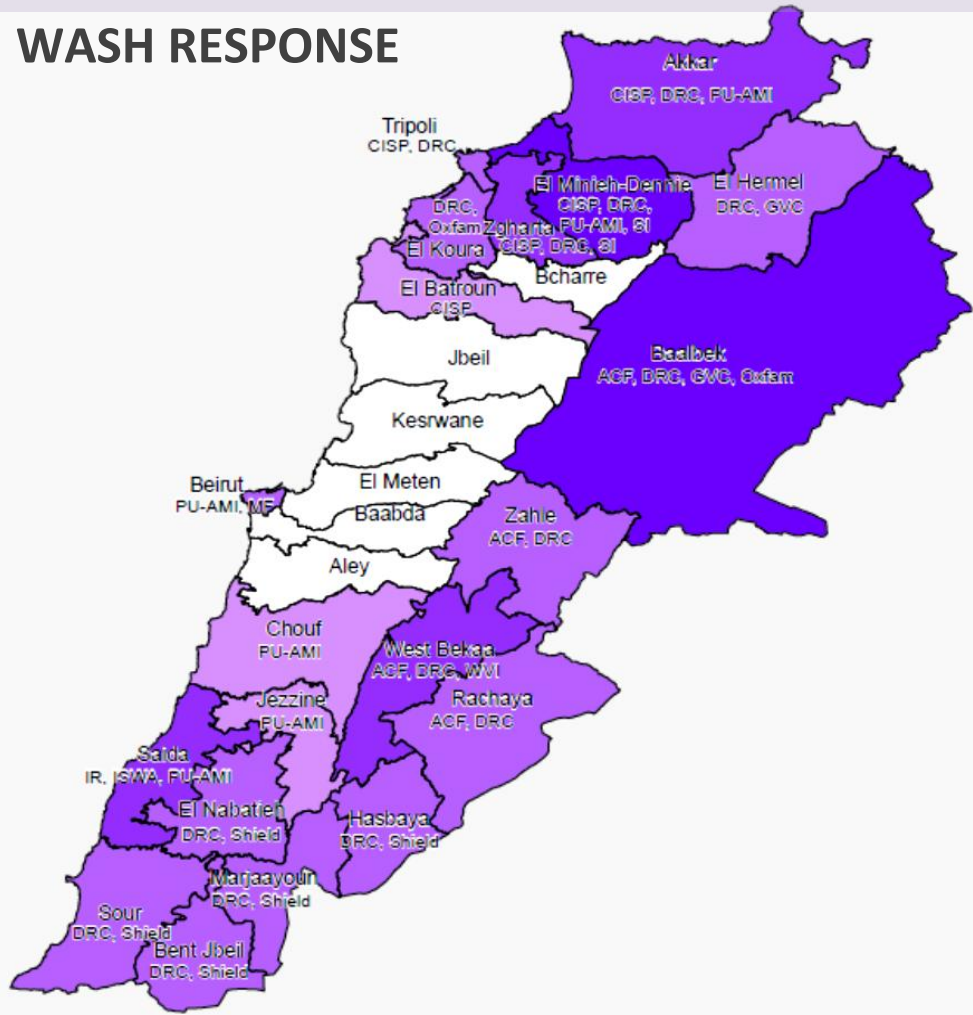 WASH RESPONSE
Akkar
CISP, DRC, PU-AMI
Tripoli
CISP, DRC
El Minieh-Dennie
CISP, DRC,
PU-AMI, SI
El Hermel
DRC, GVC
DRC,
Oxfam
El Koura
Zgharta
CISP, DRC, SI
Bcharre
El Batroun
CISP
Jbeil
Baalbek
ACF, DRC, GVC, Oxfam
Kesrwane
El Meten
Beirut
PU-AMI, MF
Baabda
Zahle
ACF, DRC
Aley
Chouf
PU-AMI
West Bekaa
ACF, DRC, WVI
Jezzine
PU-AMI
Rachaya
ACF, DRC
Saida
IR, ISWA, PU-AMI
El Nabatieh
DRC, Shield
Hasbaya
DRC, Shield
Marjaayoun
DRC, Shield
Sour
DRC, Shield
Bent Jbeil
DRC, Shield